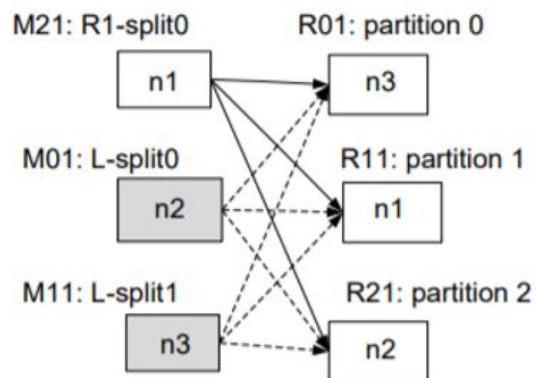 M21: R1-split0
R01: partition 0
n1
n3
M01: L-split0
R11: partition 1
n2
n1
M11: L-split1
R21: partition 2
n3
n2